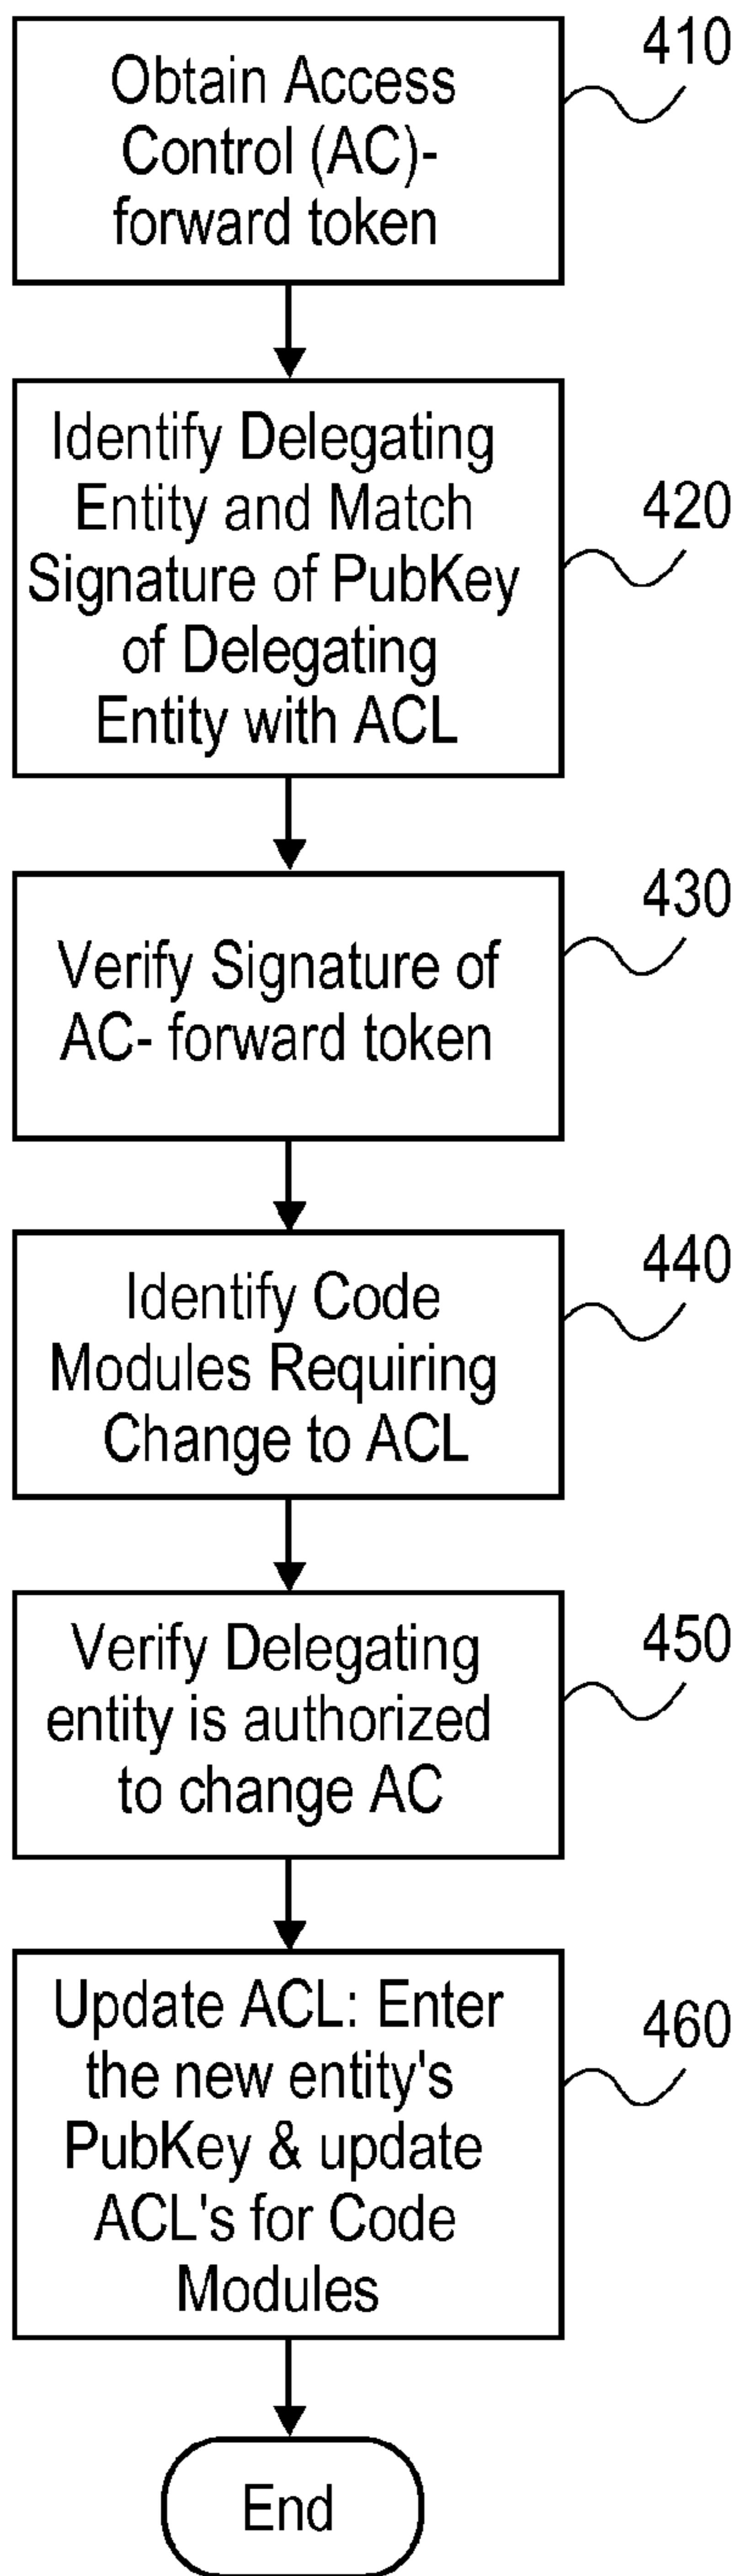 410
Obtain Access
Control (AC)-
forward token
420
Identify Delegating
Entity and Match
Signature of PubKey
of Delegating
Entity with ACL
430
Verify Signature of
AC- forward token
440
Identify Code
Modules Requiring
Change to ACL
450
Verify Delegating
entity is authorized
to change AC
460
Update ACL: Enter
the new entity's
PubKey & update
ACL's for Code
Modules
End